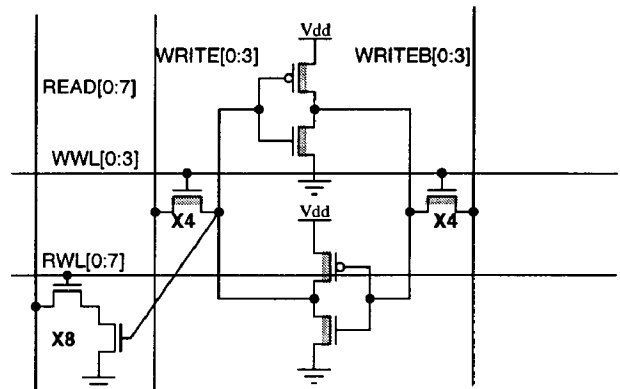 Vdd
WRITE[0:3]
WRITEB[0:3]
READ[0:7]
WWL[0:3]
X4
X4
Vdd
RWL[0:7]
X8